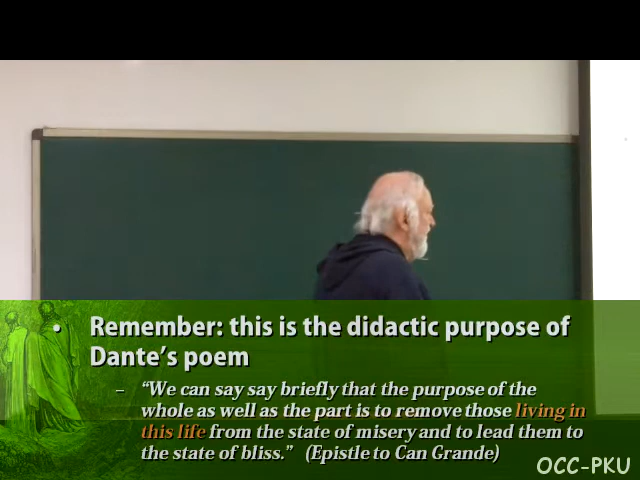 • Remember: this is the didactic purpose of
Dante's poem
– "We can say say briefly that the purpose of the
whole as well as the part is to remove those living in
this life from the state of misery and to lead them to
the state of bliss." (Epistle to Can Grande)
OCC-PKU